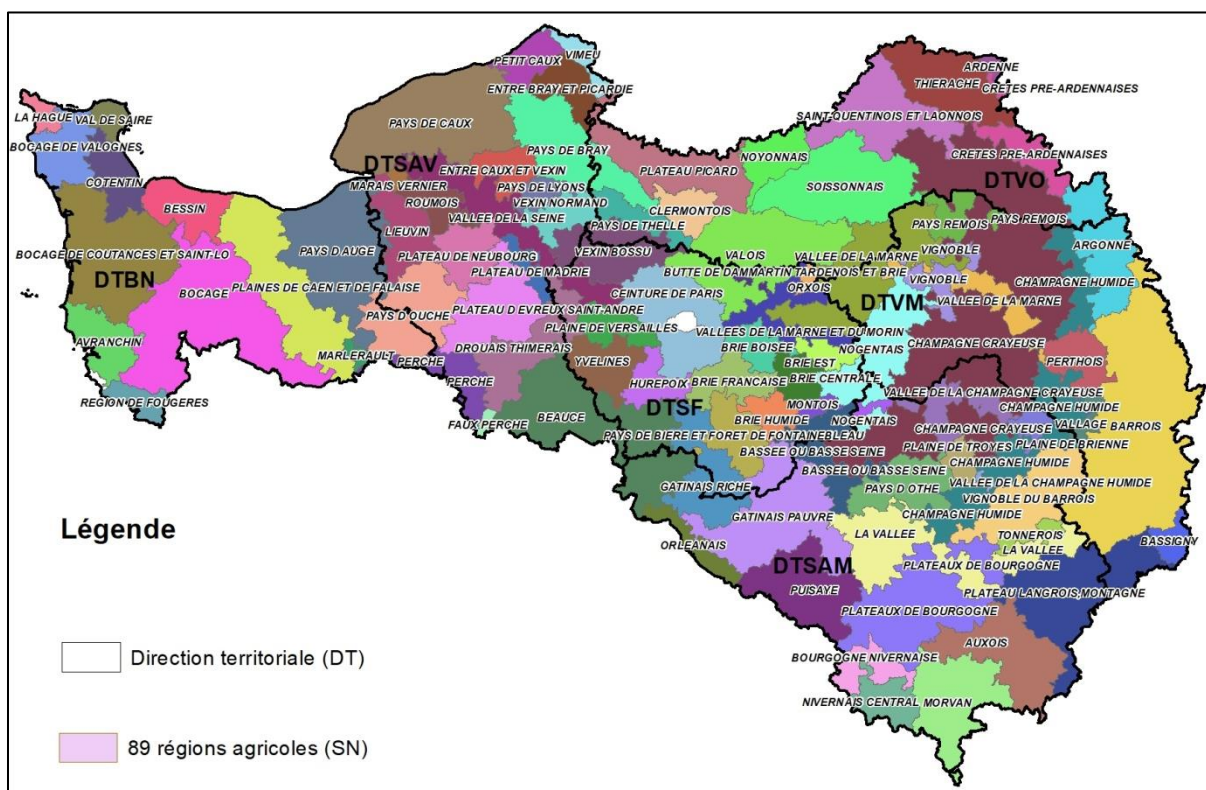 PETIT CAUX
VIMEU
ENTRE BRAY ET PICARDIE
ARDENNE
THIERACHE
CRETES PRE-ARDENNAISES
LA HAGUE
VAL DE SAIRE
PAYS DE CAUX
SAINT-QUENTINOIS ET LAONNOIS
BOCAGE DE VALOGNES
PAYS DE BRAY
NOYONNAIS
CRETES PRE-ARDENNAISES
DTSAV
ENTRE CAUX ET VEXIN
PLATEAU PICARD
DTVO
COTENTIN
MARAIS VERNIER
PAYS DE LYONS
SOISSONNAIS
BESSIN
ROUMOIS
VEXIN NORMAND
CLERMONTOIS
VALLEE DE LA SEINE
PAYS DE THELLE
PAYS REMOIS
PAYS REMOIS
LIEUVIN
BOCAGE DE COUTANCES ET SAINT-LO
PAYS D'AUGE
VEXIN BOSSU
VALOIS
VALLEE DE LA MARNE
VIGNOBLE
ARGONNE
PLATEAU DE NEUBOURG
DTBN
PLATEAU DE MADRIE
BUTTE DE DAMMARTIN
TARDENOIS ET BRIE
VIGNOBLE
CHAMPAGNE HUMIDE
BOCAGE
PLAINES DE CAEN ET DE FALAISE
CEINTURE DE PARIS
ORXOIS
DTVM
VALLEE DE LA MARNE
PAYS D'OUCHE
PLATEAU D'EVREUX SAINT-ANDRE
PLAINE DE VERSAILLES
VALLEES DE LA MARNE ET DU MORIN
AVRANCHIN
MARLERAULT
DROUAIS THIMERAIS
BRIE BOISEE
NOGENTAIS
CHAMPAGNE CRAYEUSE
PERCHE
YVELINES
BRIE EST
PERTHOIS
PERCHE
HUREPOIX
BRIE FRANCAISE
BRIE CENTRALE
REGION DE FOUGERES
BEAUCE
DTSF
MONTOIS
VALLEE DE LA CHAMPAGNE CRAYEUSE
FAUX PERCHE
BRIE HUMIDE
NOGENTAIS
CHAMPAGNE HUMIDE
PAYS DE BIERE ET FORET DE FONTAINEBLEAU
CHAMPAGNE CRAYEUSE
VALLAGE
BARROIS
BASSEE OU BASSE SEINE
PLAINE DE TROYES
PLAINE DE BRIENNE
BASSEE OU BASSE SEINE
CHAMPAGNE HUMIDE
GATINAIS RICHE
PAYS D'OTHE
VALLEE DE LA CHAMPAGNE HUMIDE
VIGNOBLE DU BARROIS
GATINAIS PAUVRE
CHAMPAGNE HUMIDE
Légende
LA VALLEE
TONNEROIS
ORLEANAIS
LA VALLEE
BASSIGNY
DTSAM
PLATEAUX DE BOURGOGNE
PUISAYE
PLATEAU LANGROIS,MONTAGNE
PLATEAUX DE BOURGOGNE
AUXOIS
Direction territoriale (DT)
BOURGOGNE NIVERNAISE
NIVERNAIS CENTRAL
MORVAN
89 régions agricoles (SN)